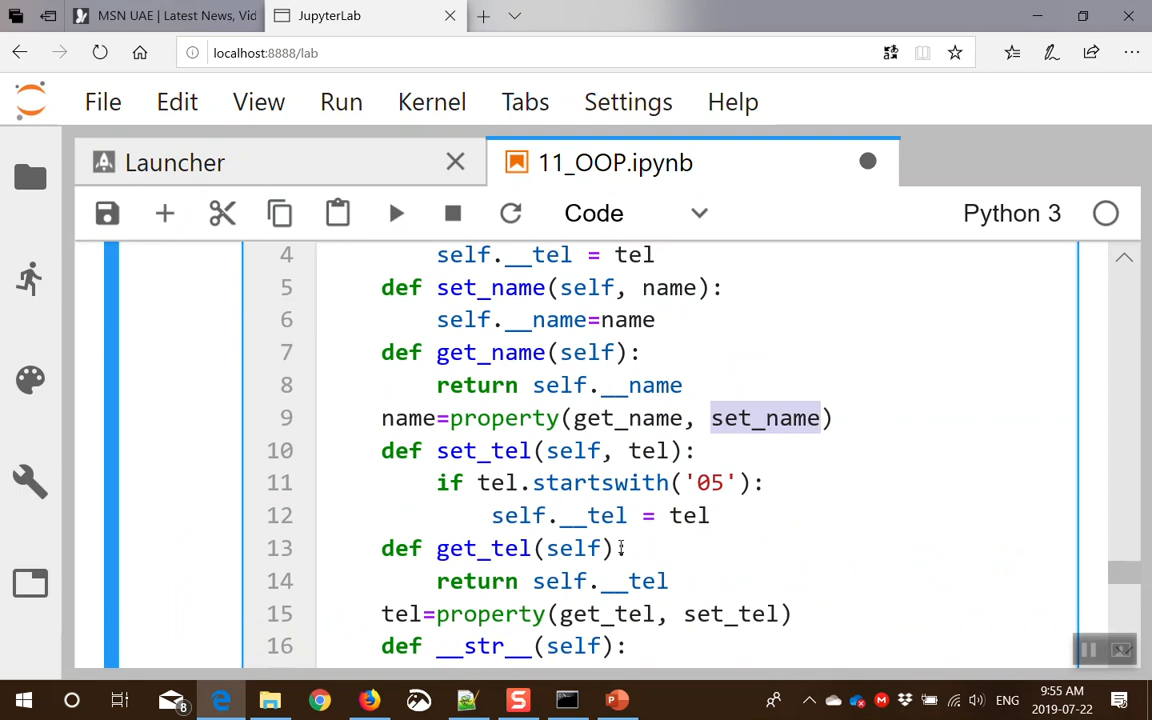 MSN UAE | Latest News, Vid
JupyterLab
localhost:8888/lab
File Edit View Run Kernel Tabs Settings Help
Launcher
11_OOP.ipynb
Code
Python 3
4 self.__tel = tel
5 def set_name(self, name):
6 self.__name=name
7 def get_name(self):
8 return self.__name
9 name=property(get_name, set_name)
10 def set_tel(self, tel):
11 if tel.startswith('05'):
12 self.__tel = tel
13 def get_tel(self)
14 return self.__tel
15 tel=property(get_tel, set_tel)
16 def __str__(self):
8
ENG
9:55 AM
2019-07-22